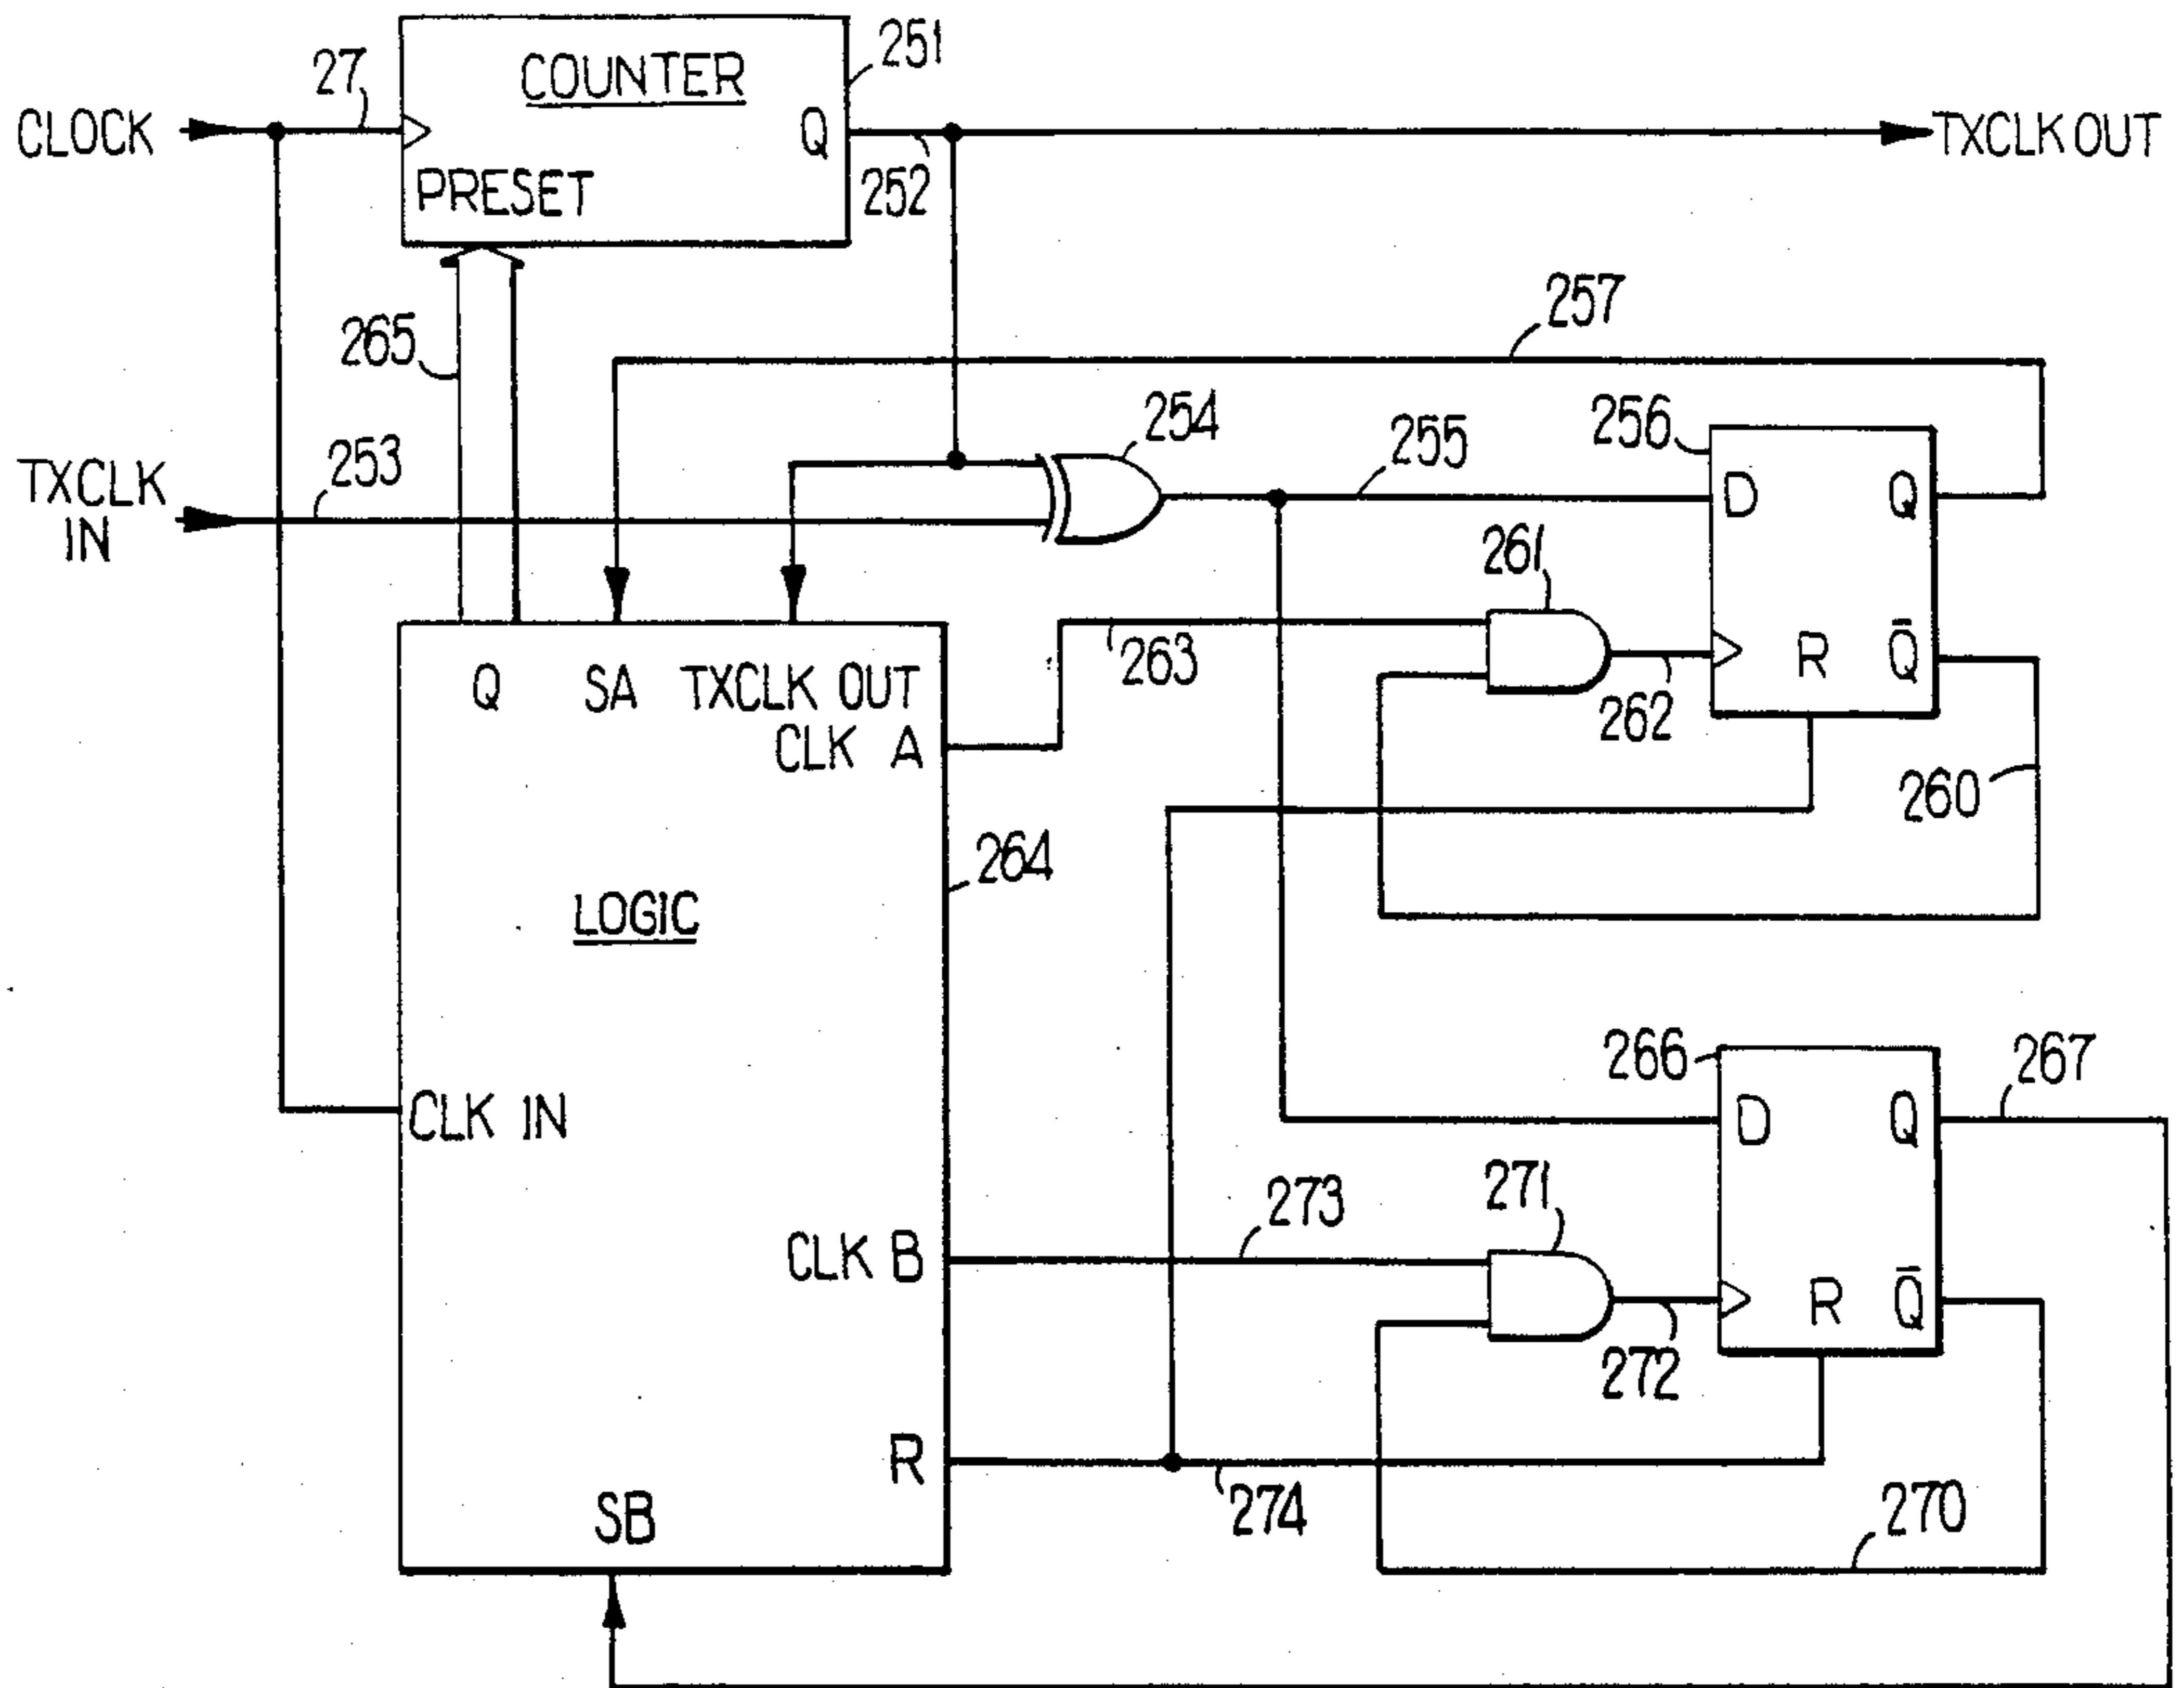 251
27
COUNTER
CLOCK
Q
TXCLK OUT
PRESET
252
257
265
254
256
255
253
TXCLK
IN
D
Q
261
263
262
R
Q̄
Q
SA
TXCLK OUT
CLK A
260
264
LOGIC
266
267
D
Q
CLK IN
271
273
CLK B
R
Q̄
272
R
274
270
SB